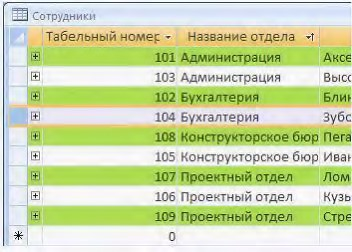 Сотрудники
Табельный номер Название отдела
101 Администрация Аксе
103 Администрация Высо
102 Бухгалтерия Блин
104 Бухгалтерия Зубо
108 Конструкторское бюр Пега
105 Конструкторское бюр Иван
107 Проектный отдел Лом
106 Проектный отдел Кузь
109 Проектный отдел Стре
0